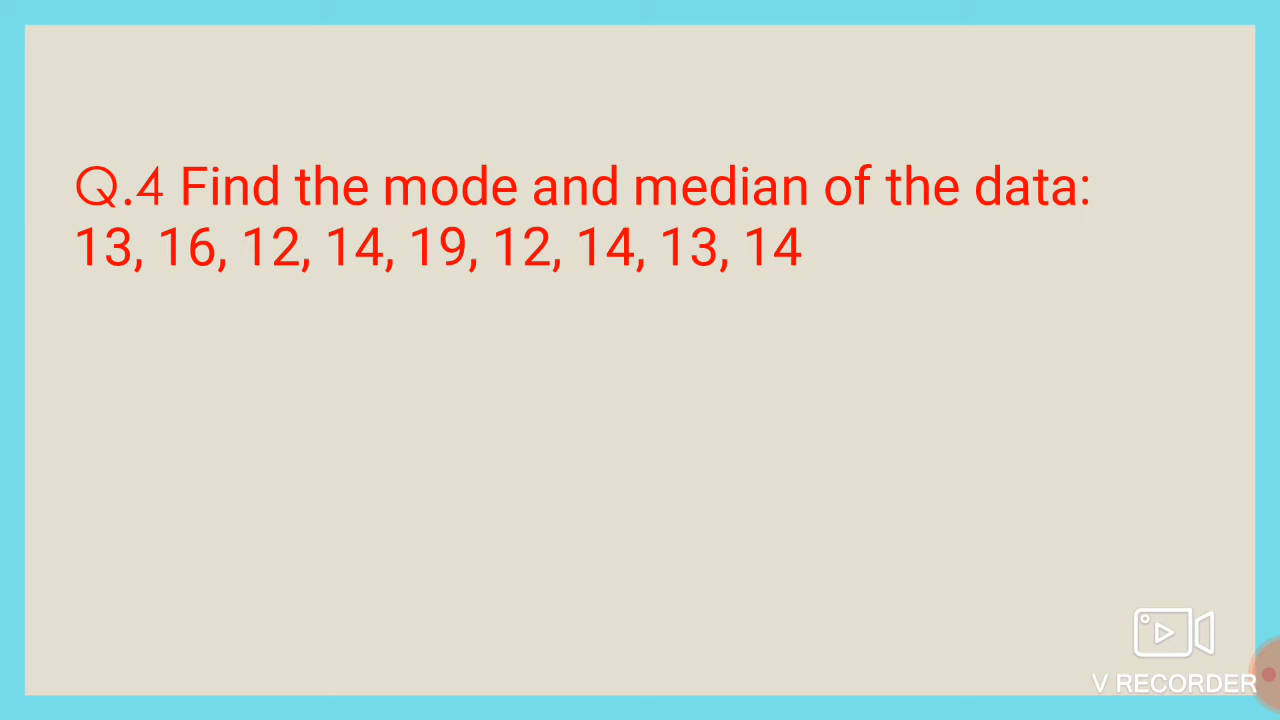 Q.4 Find the mode and median of the data:
13, 16, 12, 14, 19, 12, 14, 13, 14
V RECORDER